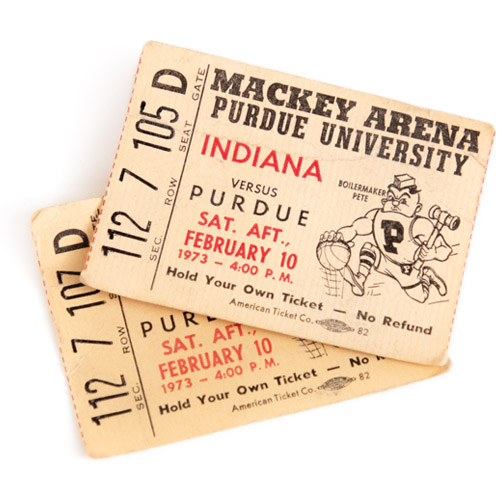 MACKEY ARENA
PURDUE UNIVERSITY
INDIANA
VERSUS
PURDUE
SAT. AFT.,
FEBRUARY 10
1973 – 4:00 P. M.
BOILERMAKER
PETE
P
Hold Your Own Ticket — No Refund
American Ticket Co. 82
112 7 105 D
SEC. ROW SEAT GATE
PURD
SAT. AFT.,
FEBRUARY 10
1973 – 4:00 P. M.
Hold Your Own Ticket — No Refund
American Ticket Co. 82
112 7 107 D
SEC. ROW